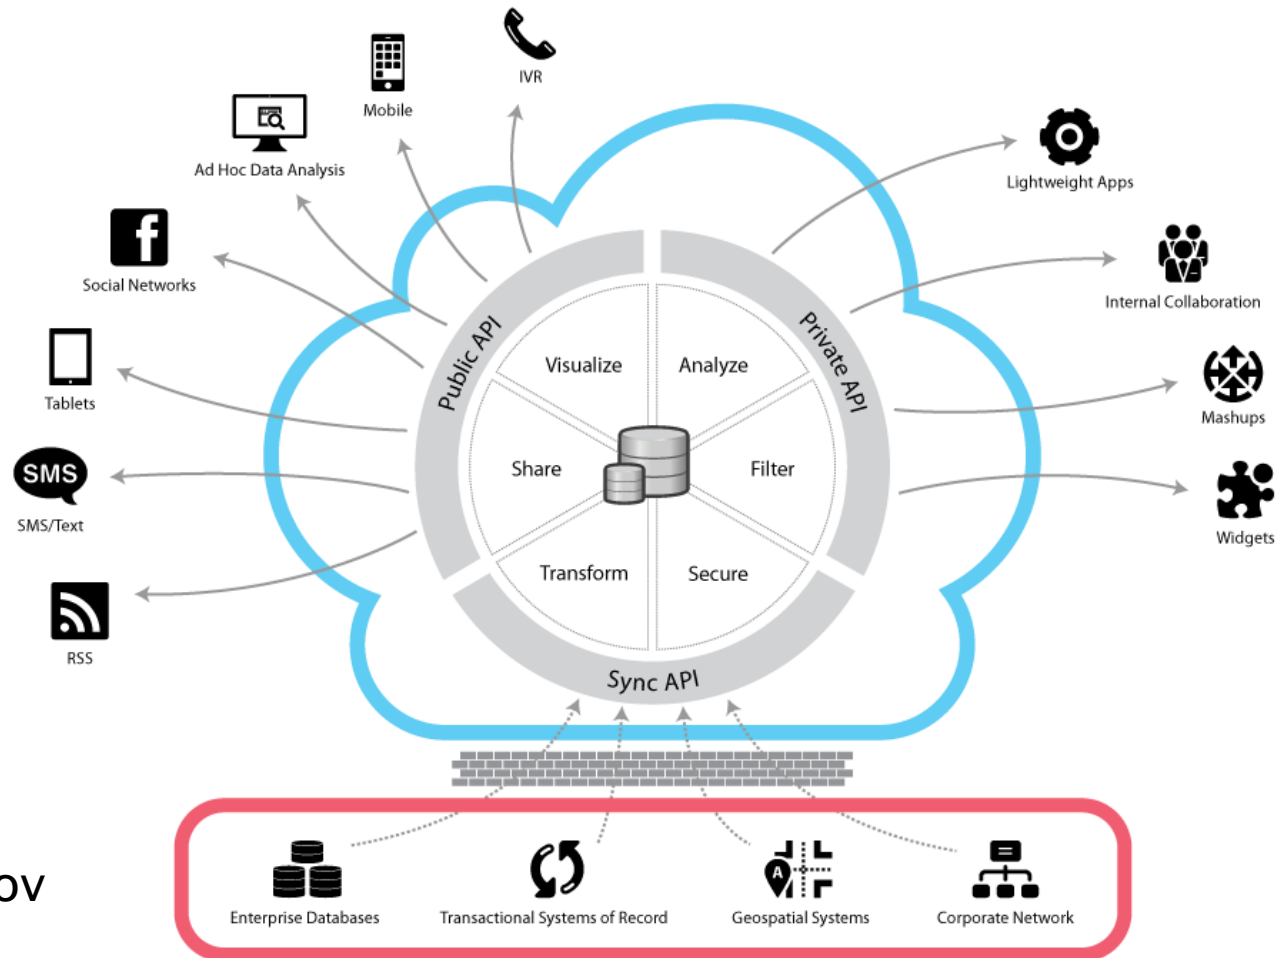 IVR
Mobile
Ad Hoc Data Analysis
Lightweight Apps
Social Networks
Internal Collaboration
Public API
Private API
Visualize
Analyze
Tablets
Mashups
Share
Filter
SMS
SMS/Text
Widgets
Transform
Secure
RSS
Sync API
A
ov
Enterprise Databases
Transactional Systems of Record
Geospatial Systems
Corporate Network